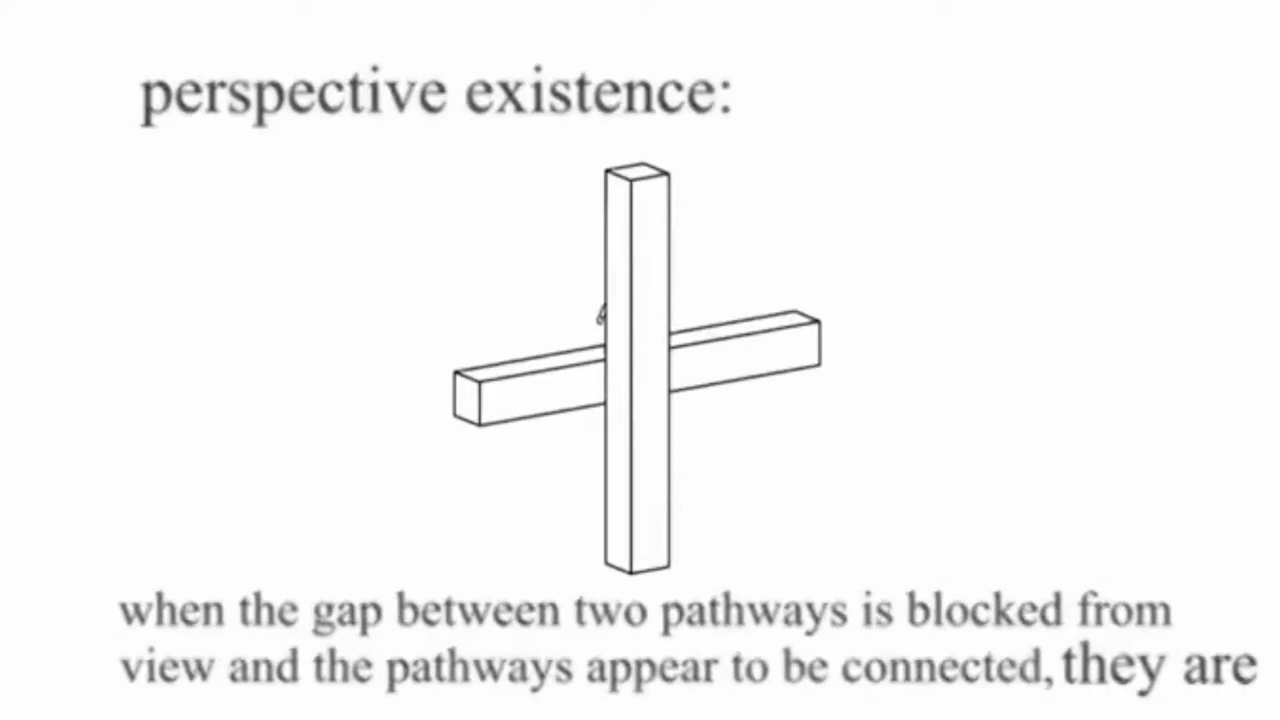 perspective existence:
when the gap between two pathways is blocked from
view and the pathways appear to be connected, they are